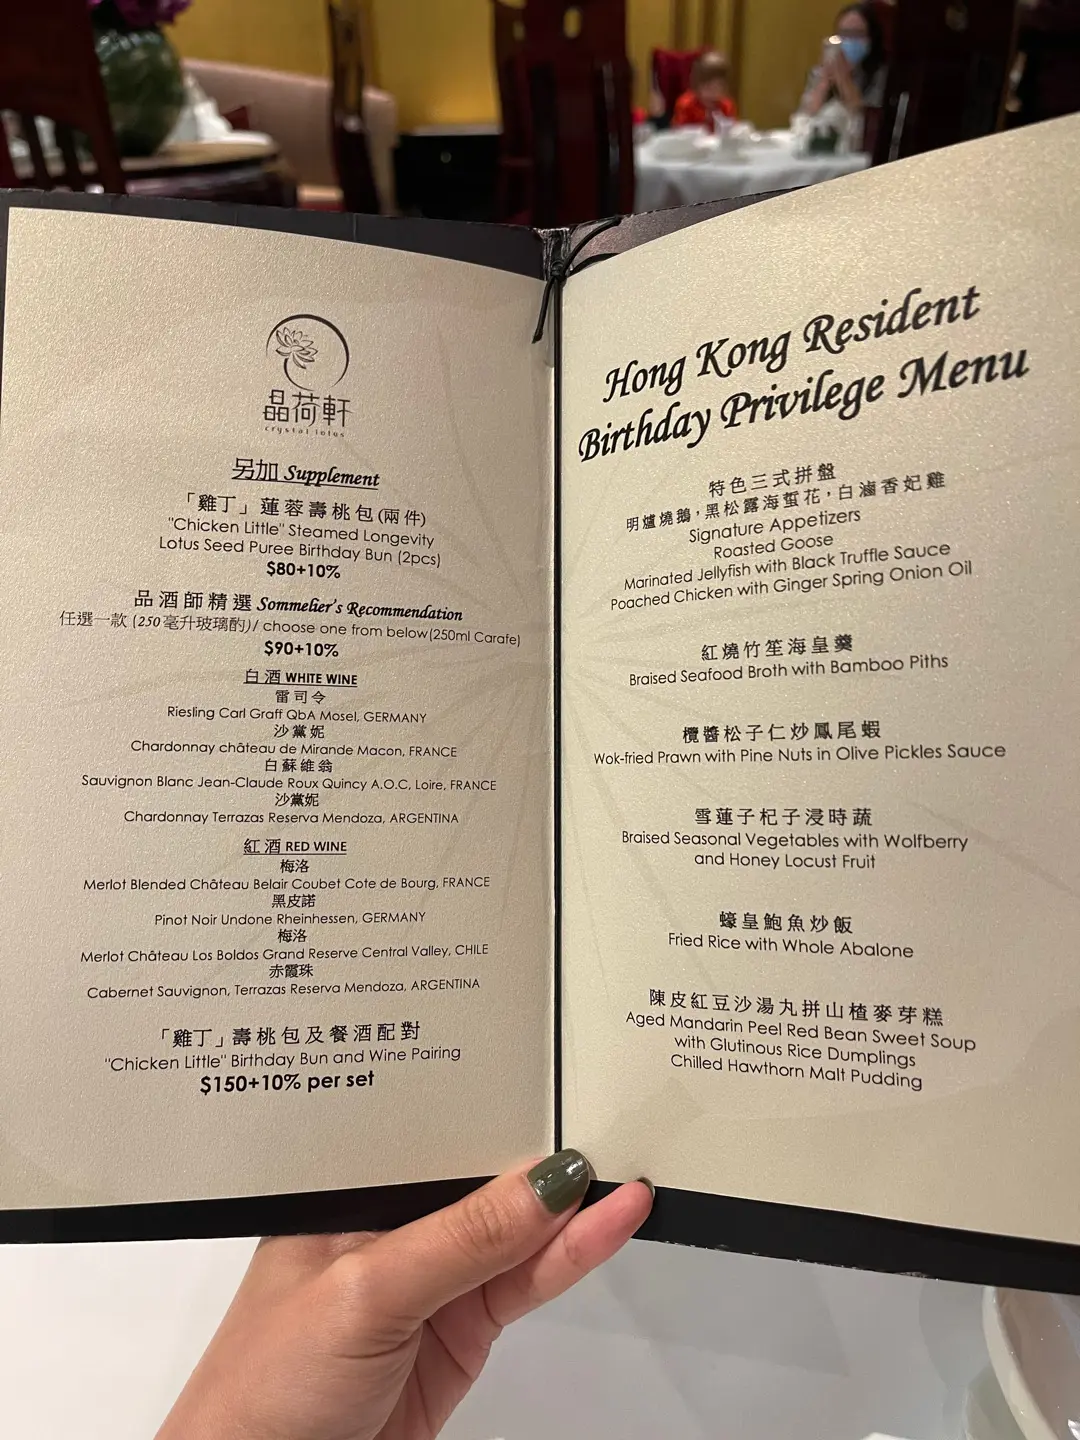 晶荷軒
crystal lotus
另加 Supplement
「雞丁」蓮蓉壽桃包(兩件)
"Chicken Little" Steamed Longevity
Lotus Seed Puree Birthday Bun (2pcs)
$80+10%
品酒師精選 Sommelier's Recommendation
任選一款 (250毫升玻璃酌)/ choose one from below(250ml Carafe)
$90+10%
白酒 WHITE WINE
雷司令
Riesling Carl Graff QbA Mosel, GERMANY
沙黨妮
Chardonnay château de Mirande Macon, FRANCE
白蘇維翁
Sauvignon Blanc Jean-Claude Roux Quincy A.O.C, Loire, FRANCE
沙黨妮
Chardonnay Terrazas Reserva Mendoza, ARGENTINA
紅酒 RED WINE
梅洛
Merlot Blended Château Belair Coubet Cote de Bourg, FRANCE
黑皮諾
Pinot Noir Undone Rheinhessen, GERMANY
梅洛
Merlot Château Los Boldos Grand Reserve Central Valley, CHILE
赤霞珠
Cabernet Sauvignon, Terrazas Reserva Mendoza, ARGENTINA
「雞丁」壽桃包及餐酒配對
"Chicken Little" Birthday Bun and Wine Pairing
$150+10% per set
Hong Kong Resident
Birthday Privilege Menu
特色三式拼盤
明爐燒鵝，黑松露海蜇花，白滷香妃雞
Signature Appetizers
Roasted Goose
Marinated Jellyfish with Black Truffle Sauce
Poached Chicken with Ginger Spring Onion Oil
紅燒竹笙海皇羹
Braised Seafood Broth with Bamboo Piths
欖醬松子仁炒鳳尾蝦
Wok-fried Prawn with Pine Nuts in Olive Pickles Sauce
雪蓮子杞子浸時蔬
Braised Seasonal Vegetables with Wolfberry
and Honey Locust Fruit
蠔皇鮑魚炒飯
Fried Rice with Whole Abalone
陳皮紅豆沙湯丸拼山楂麥芽糕
Aged Mandarin Peel Red Bean Sweet Soup
with Glutinous Rice Dumplings
Chilled Hawthorn Malt Pudding